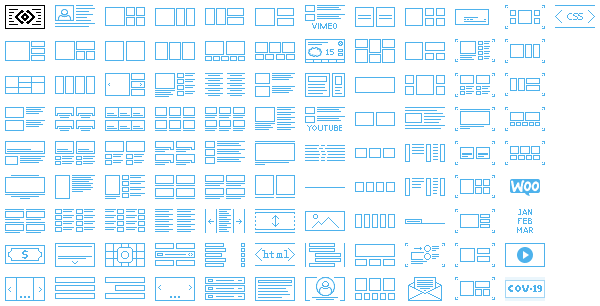 <CSS>
VIMEO
15
YOUTUBE
WOO
JAN
FEB
MAR
$
<html>
COV-19